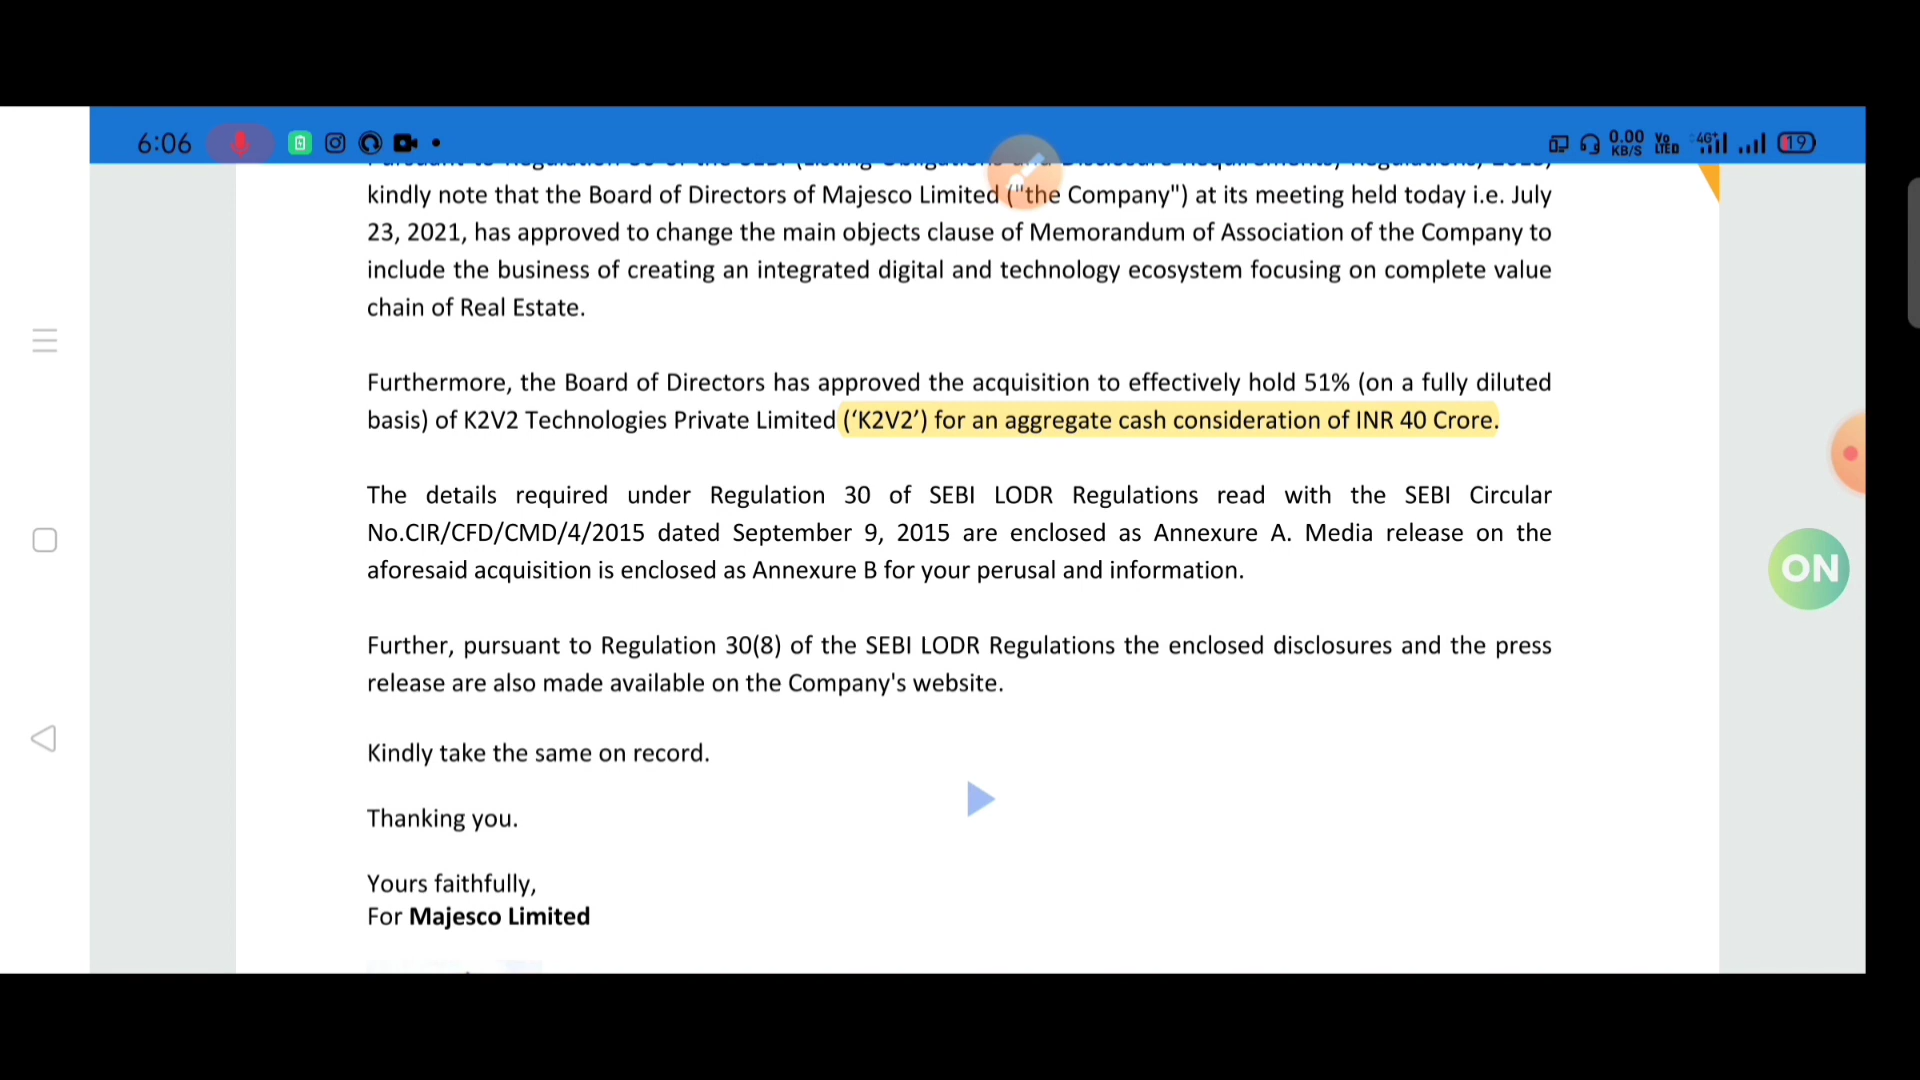 6:06
0.00
KB/S
Vo
LTED
4G+
19
kindly note that the Board of Directors of Majesco Limited ("the Company") at its meeting held today i.e. July
23, 2021, has approved to change the main objects clause of Memorandum of Association of the Company to
include the business of creating an integrated digital and technology ecosystem focusing on complete value
chain of Real Estate.
Furthermore, the Board of Directors has approved the acquisition to effectively hold 51% (on a fully diluted
basis) of K2V2 Technologies Private Limited (‘K2V2’) for an aggregate cash consideration of INR 40 Crore.
The details required under Regulation 30 of SEBI LODR Regulations read with the SEBI Circular
No.CIR/CFD/CMD/4/2015 dated September 9, 2015 are enclosed as Annexure A. Media release on the
aforesaid acquisition is enclosed as Annexure B for your perusal and information.
ON
Further, pursuant to Regulation 30(8) of the SEBI LODR Regulations the enclosed disclosures and the press
release are also made available on the Company's website.
Kindly take the same on record.
Thanking you.
Yours faithfully,
For Majesco Limited